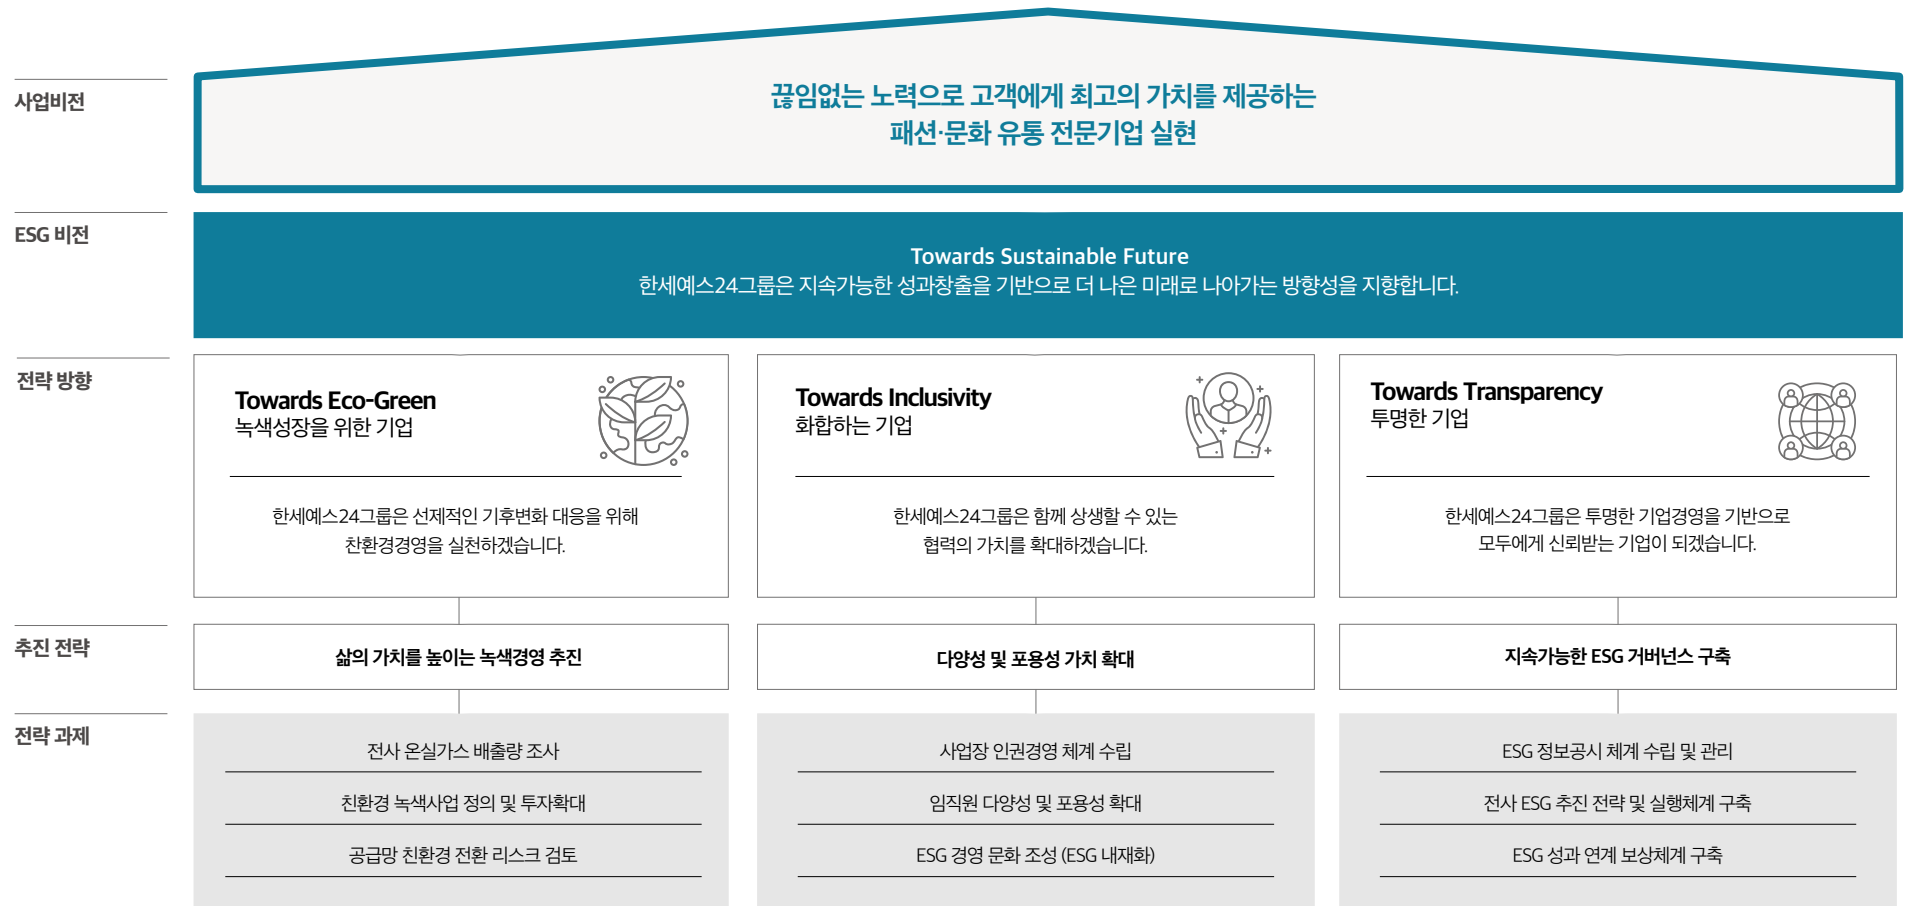 사업비전
끊임없는 노력으로 고객에게 최고의 가치를 제공하는
패션·문화 유통 전문기업 실현
ESG 비전
Towards Sustainable Future
한세예스24그룹은 지속가능한 성과창출을 기반으로 더 나은 미래로 나아가는 방향성을 지향합니다.
전략 방향
Towards Eco-Green
녹색성장을 위한 기업
한세예스24그룹은 선제적인 기후변화 대응을 위해
찬환경경영을 실천하겠습니다.
Towards Inclusivity
화합하는 기업
한세예스24그룹은 함께 상생할 수 있는
협력의 가치를 확대하겠습니다.
Towards Transparency
투명한 기업
한세예스24그룹은 투명한 기업경영을 기반으로
모두에게 신뢰받는 기업이 되겠습니다.
추진 전략
삶의 가치를 높이는 녹색경영 추진
다양성 및 포용성 가치 확대
지속가능한 ESG 거버넌스 구축
전략 과제
전사 온실가스 배출량 조사
친환경 녹색사업 정의 및 투자확대
공급망 친환경 전환 리스크 검토
사업장 인권경영 체계 수립
임직원 다양성 및 포용성 확대
ESG 경영 문화 조성 (ESG 내재화)
ESG 정보공시 체계 수립 및 관리
전사 ESG 추진 전략 및 실행체계 구축
ESG 성과 연계 보상체계 구축